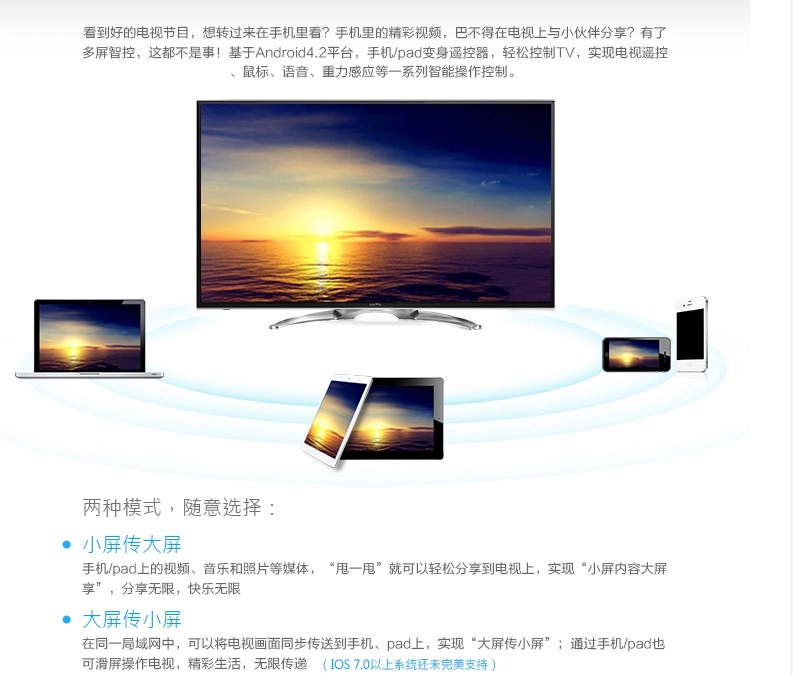 看到好的电视节目，想转过来在手机里看？手机里的精彩视频，巴不得在电视上与小伙伴分享？有了
多屏智控，这都不是事！基于Android4.2平台，手机/pad变身遥控器，轻松控制TV，实现电视遥控
、鼠标、语音、重力感应等一系列智能操作控制。
两种模式，随意选择：
小屏传大屏
手机/pad上的视频、音乐和照片等媒体，“甩一甩”就可以轻松分享到电视上，实现“小屏内容大屏
享”，分享无限，快乐无限
大屏传小屏
在同一局域网中，可以将电视画面同步传送到手机、pad上，实现“大屏传小屏”；通过手机/pad也
可滑屏操作电视，精彩生活，无限传递 （IOS 7.0以上系统还未完美支持）